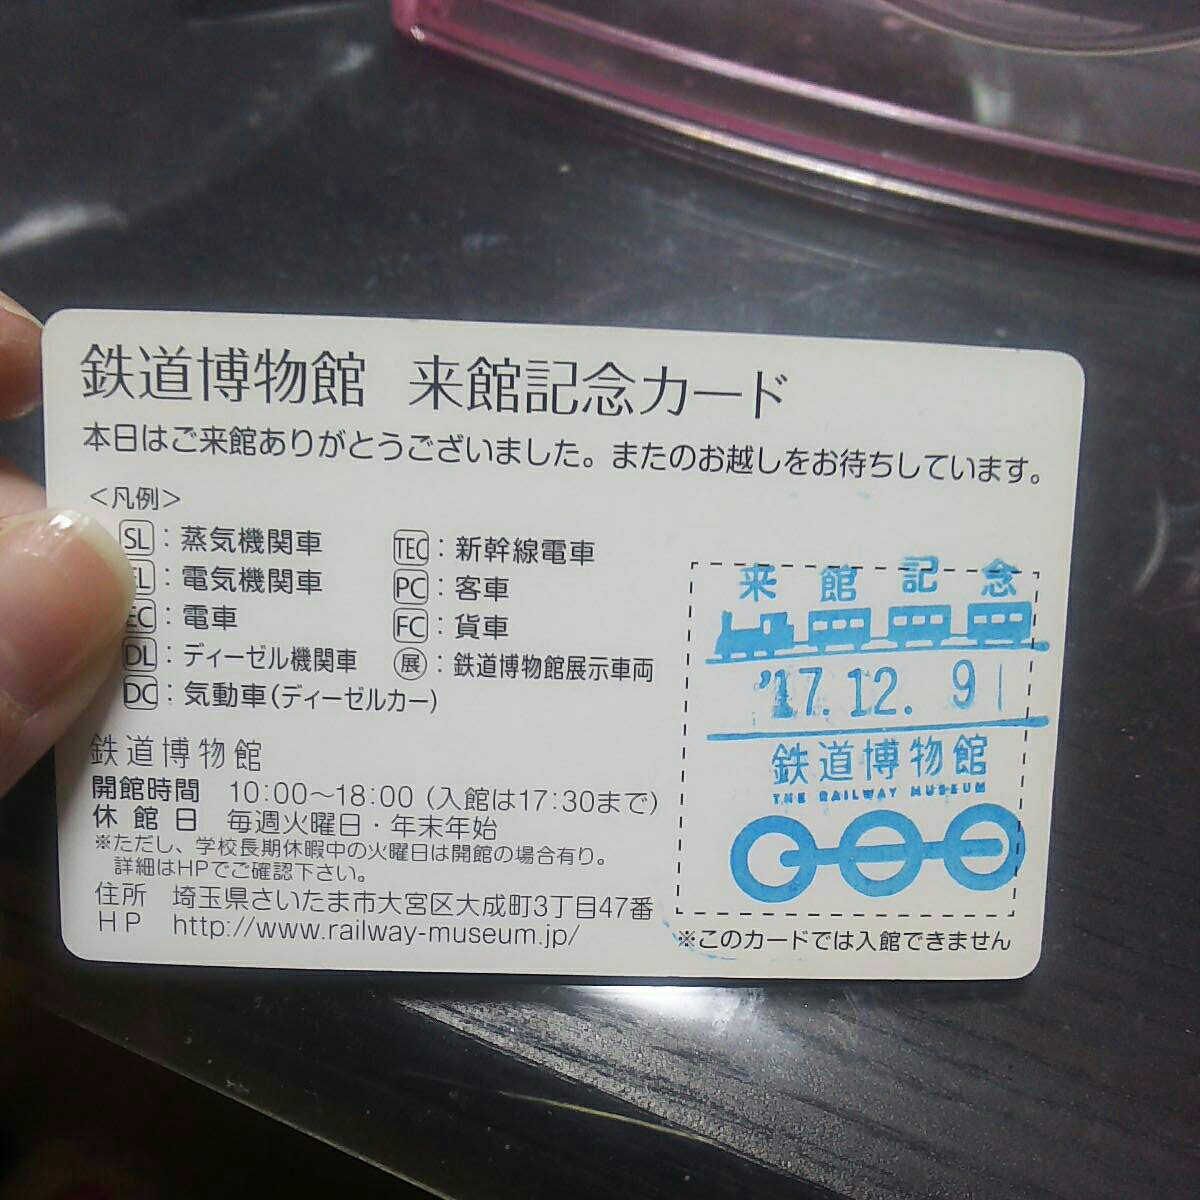 鉄道博物館 来館記念カード
本日はご来館ありがとうございました。またのお越しをお待ちしています。
<凡例>
SL : 蒸気機関車
EL : 電気機関車
EC : 電車
DL : ディーゼル機関車
DC : 気動車(ディーゼルカー)
TEC : 新幹線電車
PC : 客車
FC : 貨車
展 : 鉄道博物館展示車両
鉄道博物館
開館時間 10:00～18:00 (入館は17:30まで)
休館日 毎週火曜日・年末年始
※ただし、学校長期休暇中の火曜日は開館の場合有り。
詳細はHPでご確認下さい。
住所 埼玉県さいたま市大宮区大成町3丁目47番
HP http://www.railway-museum.jp/
来館記念
'17.12.9
鉄道博物館
THE RAILWAY MUSEUM
※このカードでは入館できません